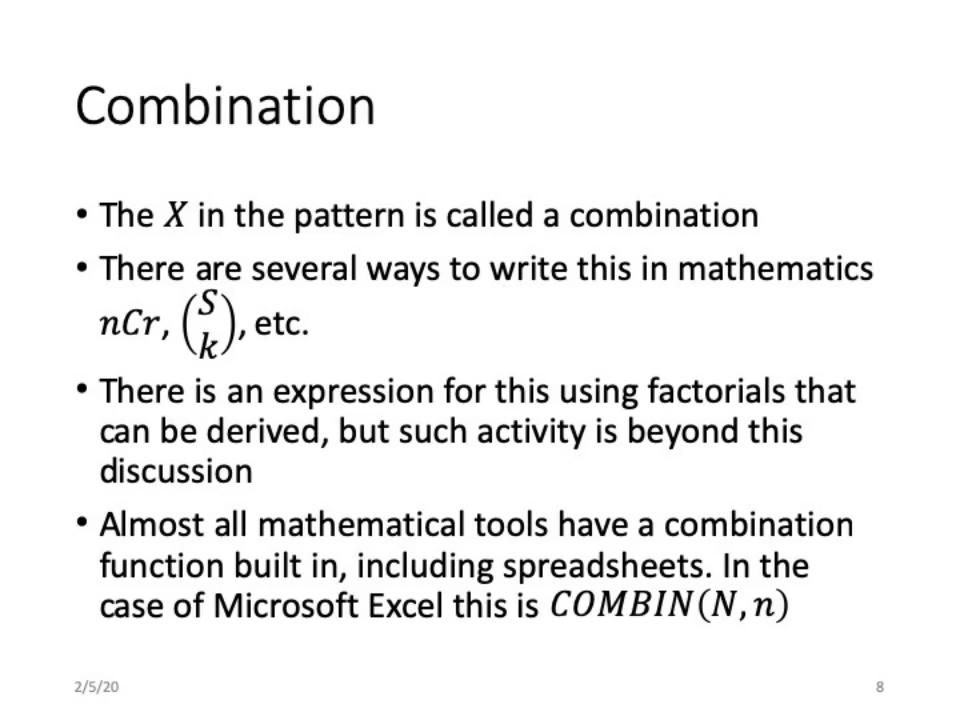 Combination
• The X in the pattern is called a combination
• There are several ways to write this in mathematics
nCr, (S k), etc.
• There is an expression for this using factorials that
can be derived, but such activity is beyond this
discussion
• Almost all mathematical tools have a combination
function built in, including spreadsheets. In the
case of Microsoft Excel this is COMBIN(N, n)
2/5/20
8